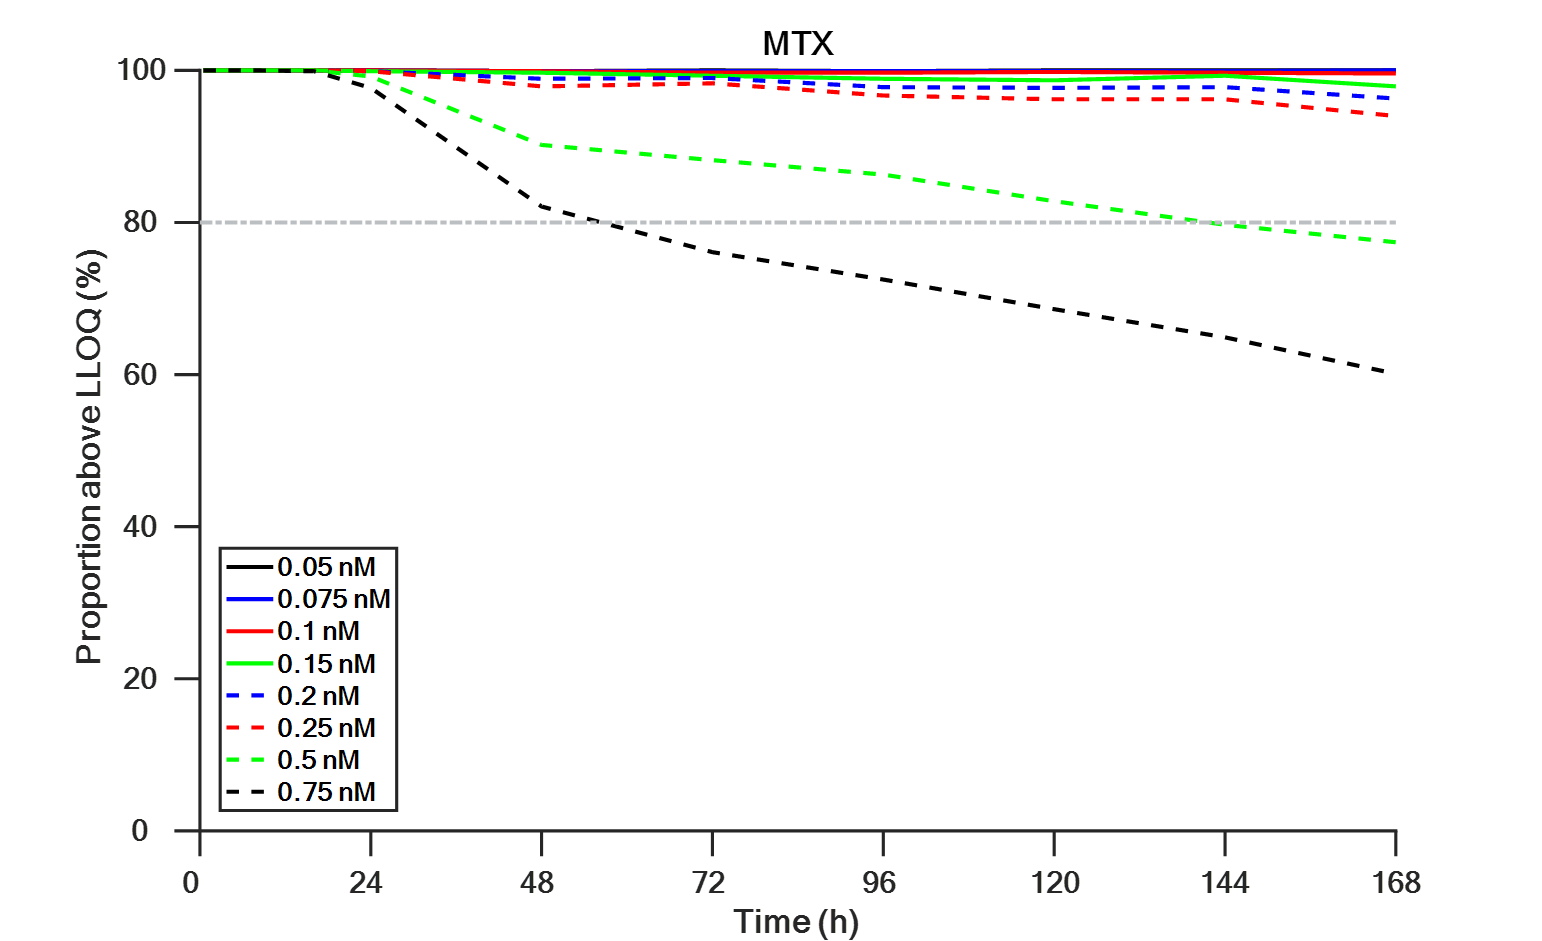 MTX
100
80
60
40
20
0
Proportion above LLOQ (%)
0.05 nM
0.075 nM
0.1 nM
0.15 nM
0.2 nM
0.25 nM
0.5 nM
0.75 nM
0 24 48 72 96 120 144 168
Time (h)